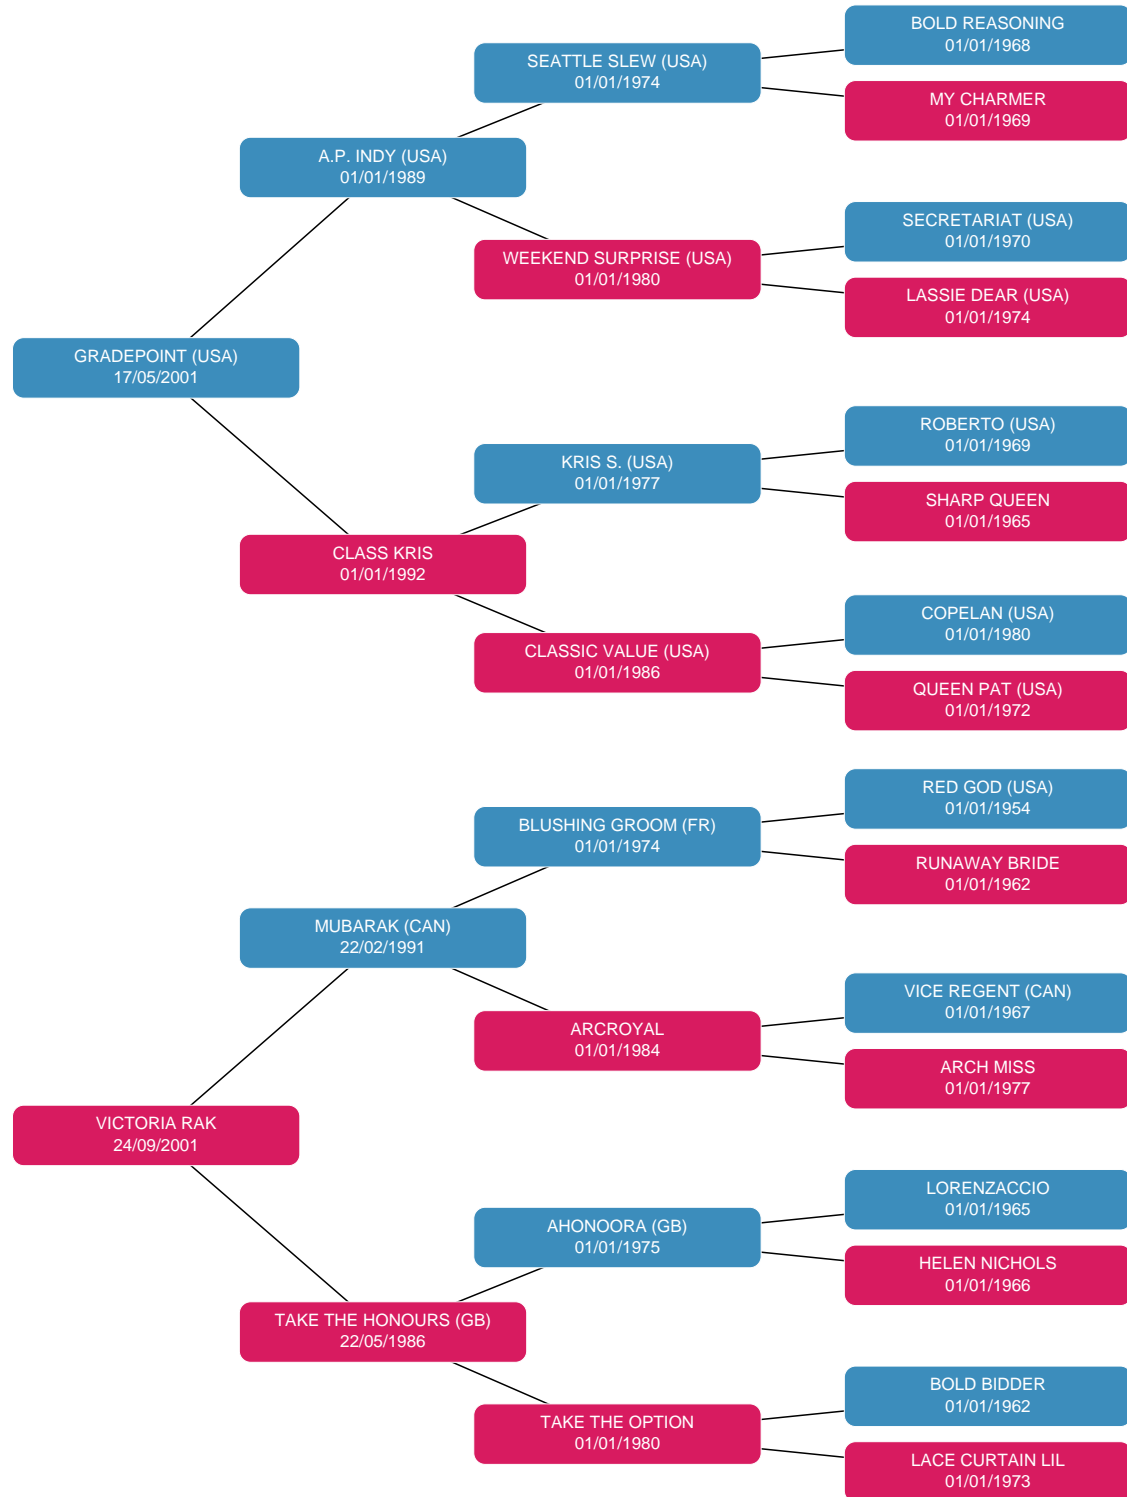 BOLD REASONING
01/01/1968
SEATTLE SLEW (USA)
01/01/1974
MY CHARMER
01/01/1969
A.P. INDY (USA)
01/01/1989
SECRETARIAT (USA)
01/01/1970
WEEKEND SURPRISE (USA)
01/01/1980
LASSIE DEAR (USA)
01/01/1974
GRADEPOINT (USA)
17/05/2001
ROBERTO (USA)
01/01/1969
KRIS S. (USA)
01/01/1977
SHARP QUEEN
01/01/1965
CLASS KRIS
01/01/1992
COPELAN (USA)
01/01/1980
CLASSIC VALUE (USA)
01/01/1986
QUEEN PAT (USA)
01/01/1972
RED GOD (USA)
01/01/1954
BLUSHING GROOM (FR)
01/01/1974
RUNAWAY BRIDE
01/01/1962
MUBARAK (CAN)
22/02/1991
VICE REGENT (CAN)
01/01/1967
ARCROYAL
01/01/1984
ARCH MISS
01/01/1977
VICTORIA RAK
24/09/2001
LORENZACCIO
01/01/1965
AHONOORA (GB)
01/01/1975
HELEN NICHOLS
01/01/1966
TAKE THE HONOURS (GB)
22/05/1986
BOLD BIDDER
01/01/1962
TAKE THE OPTION
01/01/1980
LACE CURTAIN LIL
01/01/1973